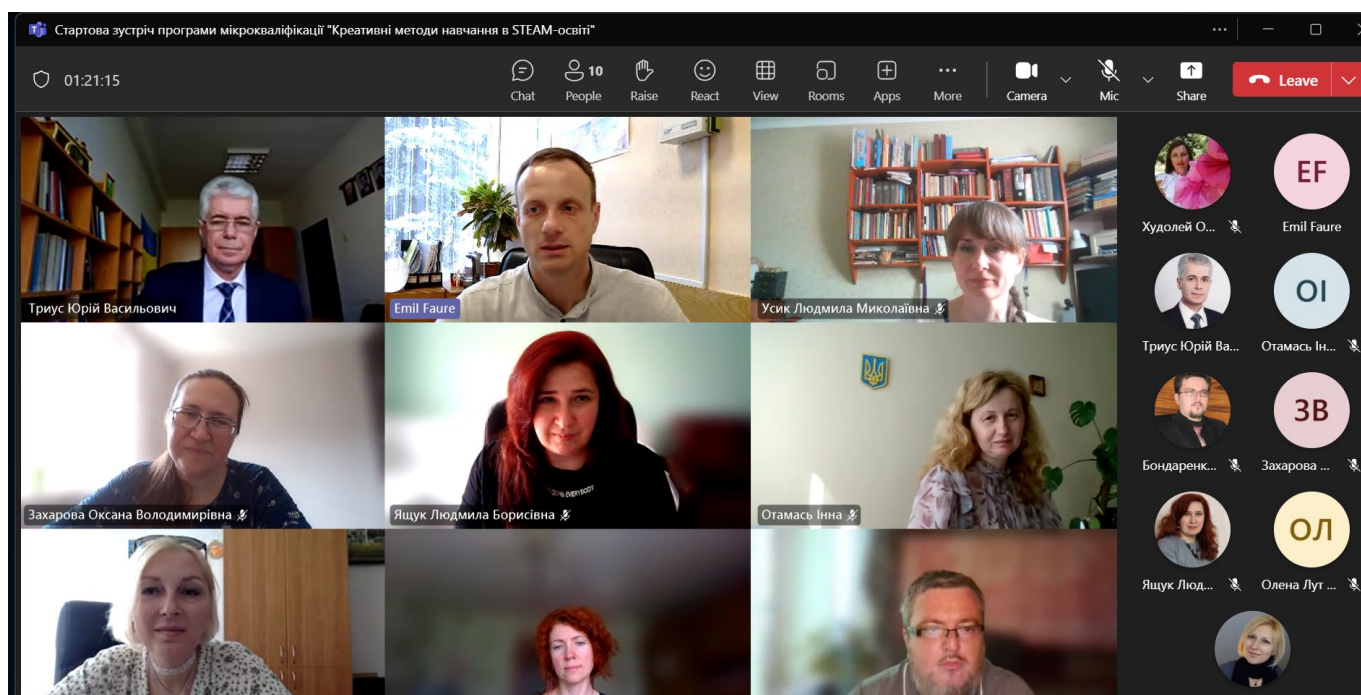 Стартова зустріч програми мікрокваліфікації "Креативні методи навчання в STEAM-освіті"
01:21:15
10
Chat
People
Raise
React
View
Rooms
Apps
More
Camera
Mic
Share
Leave
Триус Юрій Васильович
Emil Faure
Усик Людмила Миколаївна
Захарова Оксана Володимирівна
Ящук Людмила Борисівна
EVERYBODY
Отамась Інна
Худолей О...
EF
Emil Faure
Триус Юрій Ва...
OI
Отамась Ін...
Бондаренк...
ЗВ
Захарова ...
Ящук Люд...
ОЛ
Олена Лут ...